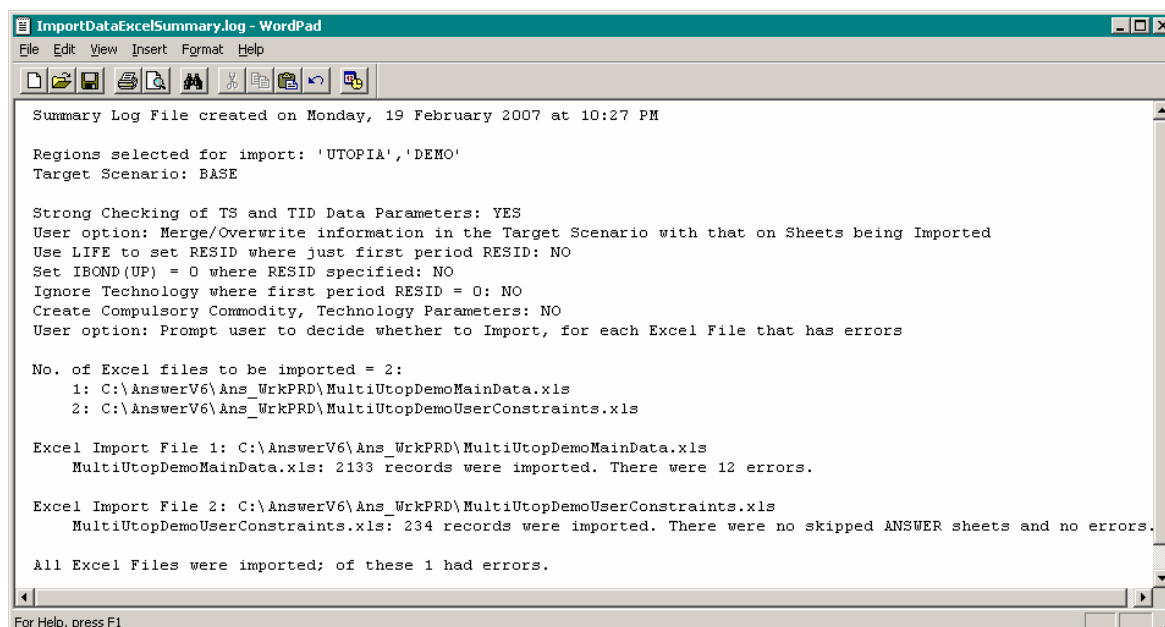 ImportDataExcelSummary.log - WordPad
File Edit View Insert Format Help
Summary Log File created on Monday, 19 February 2007 at 10:27 PM
Regions selected for import: 'UTOPIA','DEMO'
Target Scenario: BASE
Strong Checking of TS and TID Data Parameters: YES
User option: Merge/Overwrite information in the Target Scenario with that on Sheets being Imported
Use LIFE to set RESID where just first period RESID: NO
Set IBOND(UP) = 0 where RESID specified: NO
Ignore Technology where first period RESID = 0: NO
Create Compulsory Commodity, Technology Parameters: NO
User option: Prompt user to decide whether to Import, for each Excel File that has errors
No. of Excel files to be imported = 2:
1: C:\AnswerV6\Ans_WrkPRD\MultiUtopDemoMainData.xls
2: C:\AnswerV6\Ans_WrkPRD\MultiUtopDemoUserConstraints.xls
Excel Import File 1: C:\AnswerV6\Ans_WrkPRD\MultiUtopDemoMainData.xls
MultiUtopDemoMainData.xls: 2133 records were imported. There were 12 errors.
Excel Import File 2: C:\AnswerV6\Ans_WrkPRD\MultiUtopDemoUserConstraints.xls
MultiUtopDemoUserConstraints.xls: 234 records were imported. There were no skipped ANSWER sheets and no errors.
All Excel Files were imported; of these 1 had errors.
For Help, press F1